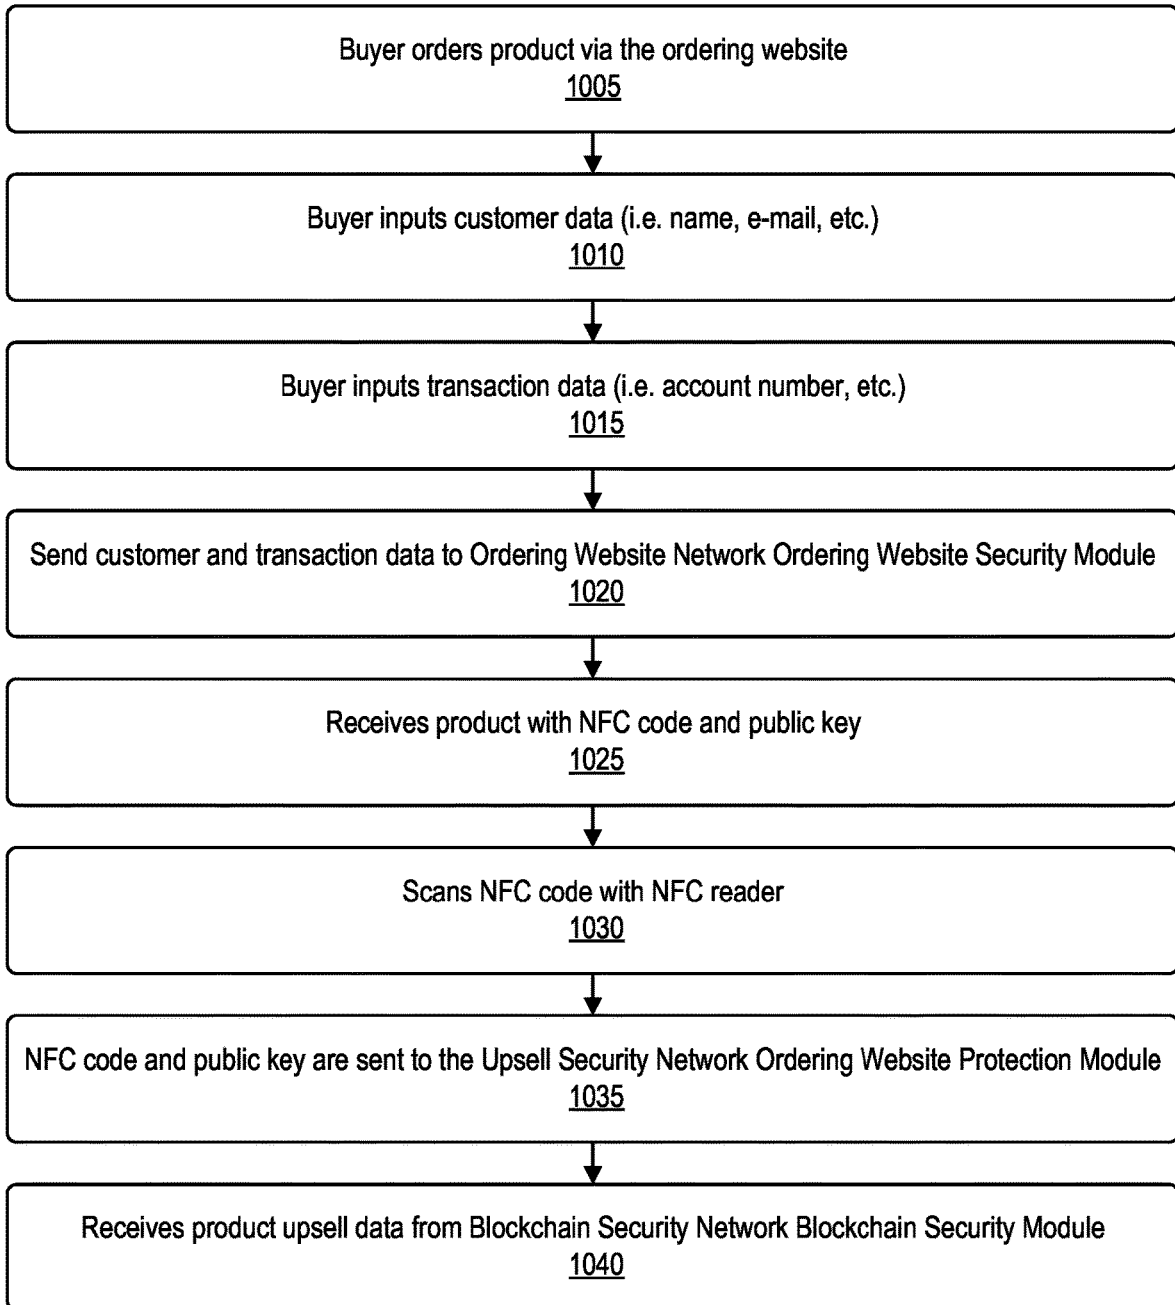 Buyer orders product via the ordering website
1005
Buyer inputs customer data (i.e. name, e-mail, etc.)
1010
Buyer inputs transaction data (i.e. account number, etc.)
1015
Send customer and transaction data to Ordering Website Network Ordering Website Security Module
1020
Receives product with NFC code and public key
1025
Scans NFC code with NFC reader
1030
NFC code and public key are sent to the Upsell Security Network Ordering Website Protection Module
1035
Receives product upsell data from Blockchain Security Network Blockchain Security Module
1040